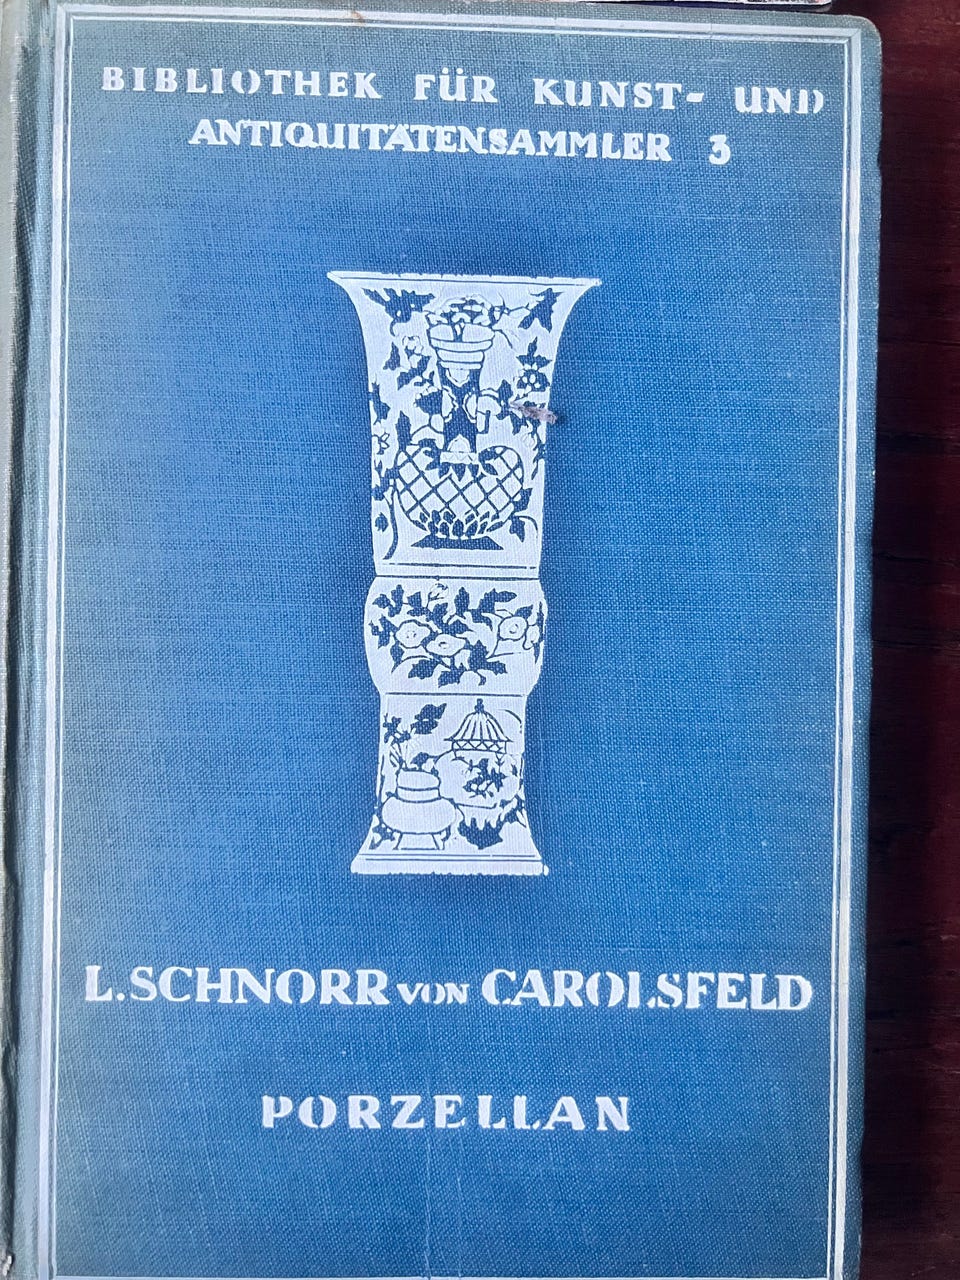 BIBLIOTHEK FÜR KUNST- UND
ANTIQUITÄTENSAMMLER 3
L. SCHNORR VON CAROLSFELD
PORZELLAN